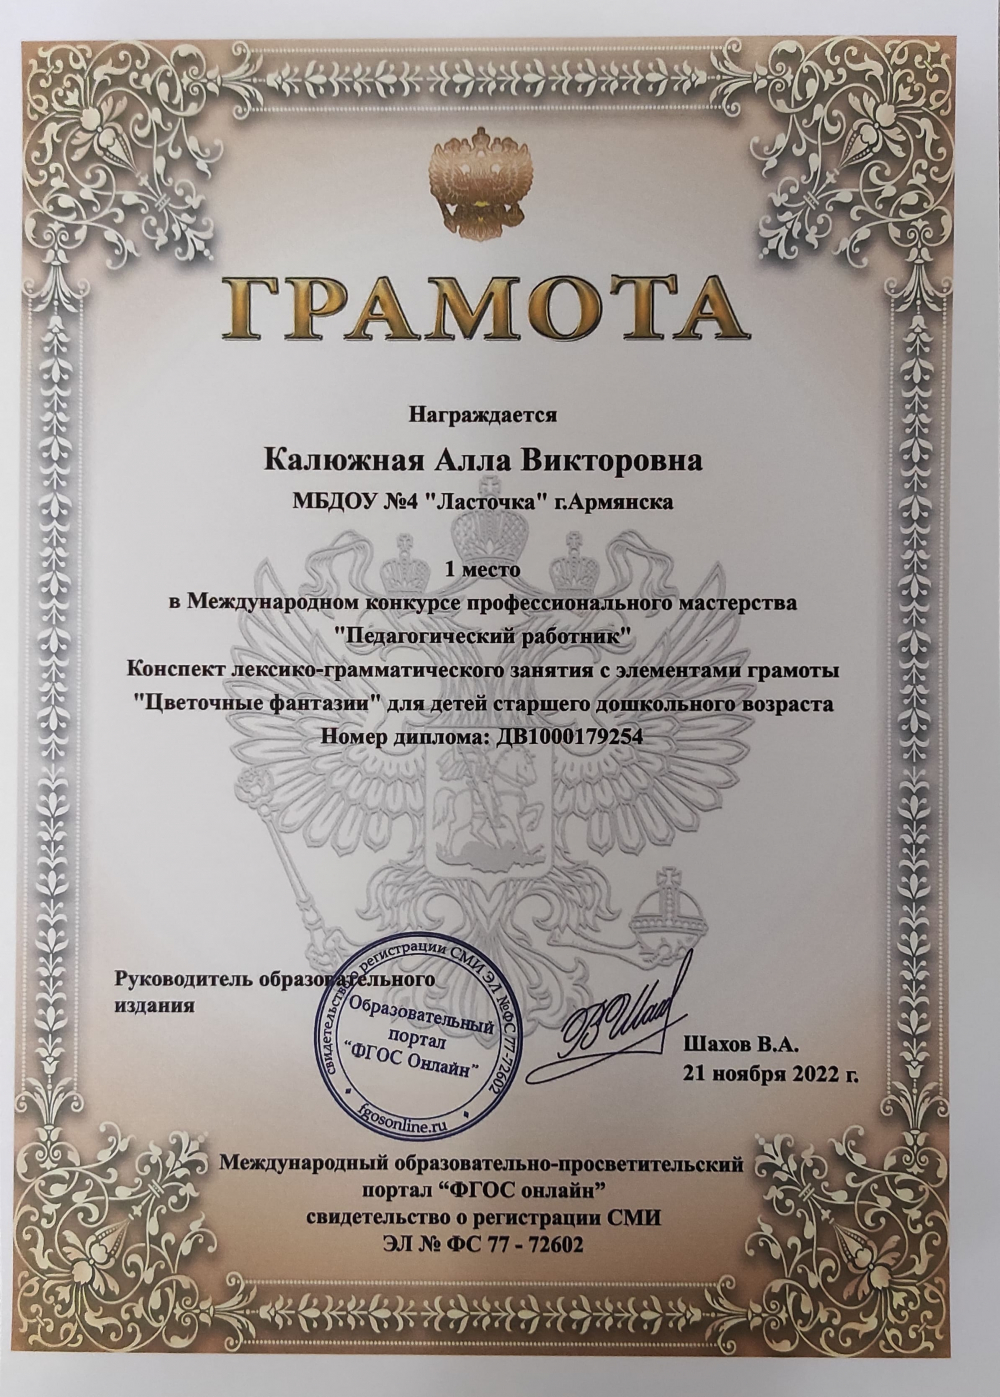 ГРАМОТА
Награждается
Калюжная Алла Викторовна
МБДОУ №4 "Ласточка" г.Армянска
1 место
в Международном конкурсе профессионального мастерства
"Педагогический работник"
Конспект лексико-грамматического занятия с элементами грамоты
"Цветочные фантазии" для детей старшего дошкольного возраста
Номер диплома: ДВ1000179254
Руководитель образовательного
издания
свидетельство о регистрации СМИ ЭЛ №ФС 77-72602
Образовательный
портал
“ФГОС Онлайн”
fgosonline.ru
ВШах
Шахов В.А.
21 ноября 2022 г.
Международный образовательно-просветительский
портал “ФГОС онлайн”
свидетельство о регистрации СМИ
ЭЛ № ФС 77 - 72602